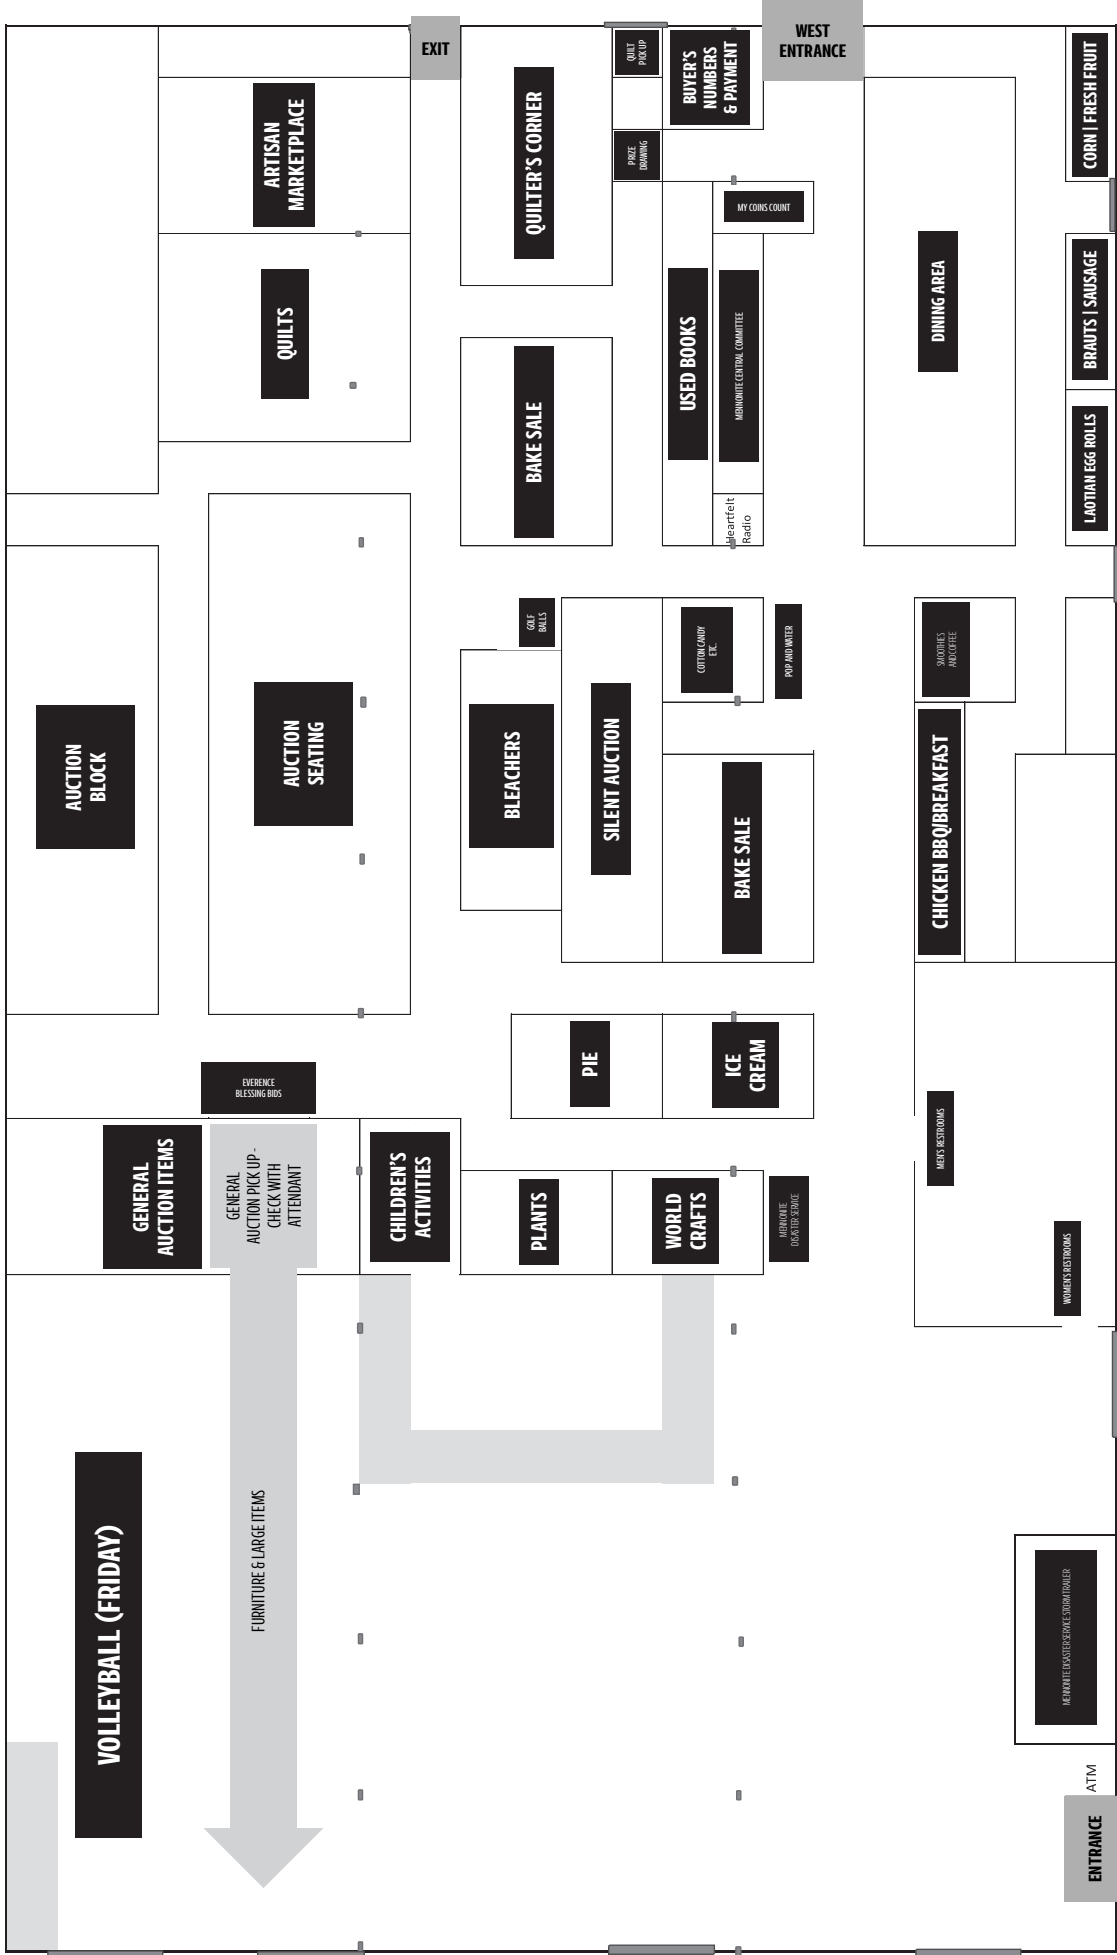 EXIT
WEST
ENTRANCE
QUILT
PICK UP
BUYER'S
NUMBERS
& PAYMENT
CORN | FRESH FRUIT
ARTISAN
MARKETPLACE
QUILTER'S CORNER
PRIZE
DRAWING
MY COINS COUNT
QUILTS
USED BOOKS
MENNONITE CENTRAL COMMITTEE
DINING AREA
BRAUTS | SAUSAGE
BAKE SALE
LAOTIAN EGG ROLLS
Heartfelt
Radio
GOLF
BALLS
COTTON CANDY
ETC.
POP AND WATER
SMOOTHIES
AND COFFEE
AUCTION
BLOCK
AUCTION
SEATING
BLEACHERS
SILENT AUCTION
BAKE SALE
CHICKEN BBQ/BREAKFAST
PIE
ICE
CREAM
EVERENCE
BLESSING BIDS
MEN'S RESTROOMS
GENERAL
AUCTION ITEMS
GENERAL
AUCTION PICK UP -
CHECK WITH
ATTENDANT
CHILDREN'S
ACTIVITIES
PLANTS
WORLD
CRAFTS
MENNONITE
DISASTER SERVICE
WOMEN'S RESTROOMS
VOLLEYBALL (FRIDAY)
FURNITURE & LARGE ITEMS
MENNONITE DISASTER SERVICE STORM TRAILER
ATM
ENTRANCE